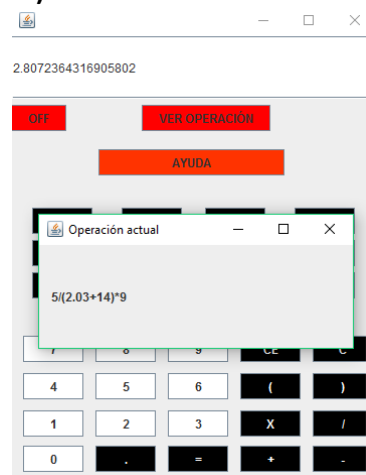 2.8072364316905802
OFF VER OPERACIÓN
AYUDA
Operación actual
5/(2.03+14)*9
7 8 9 CE C
4 5 6 ( )
1 2 3 X /
0 . = + -